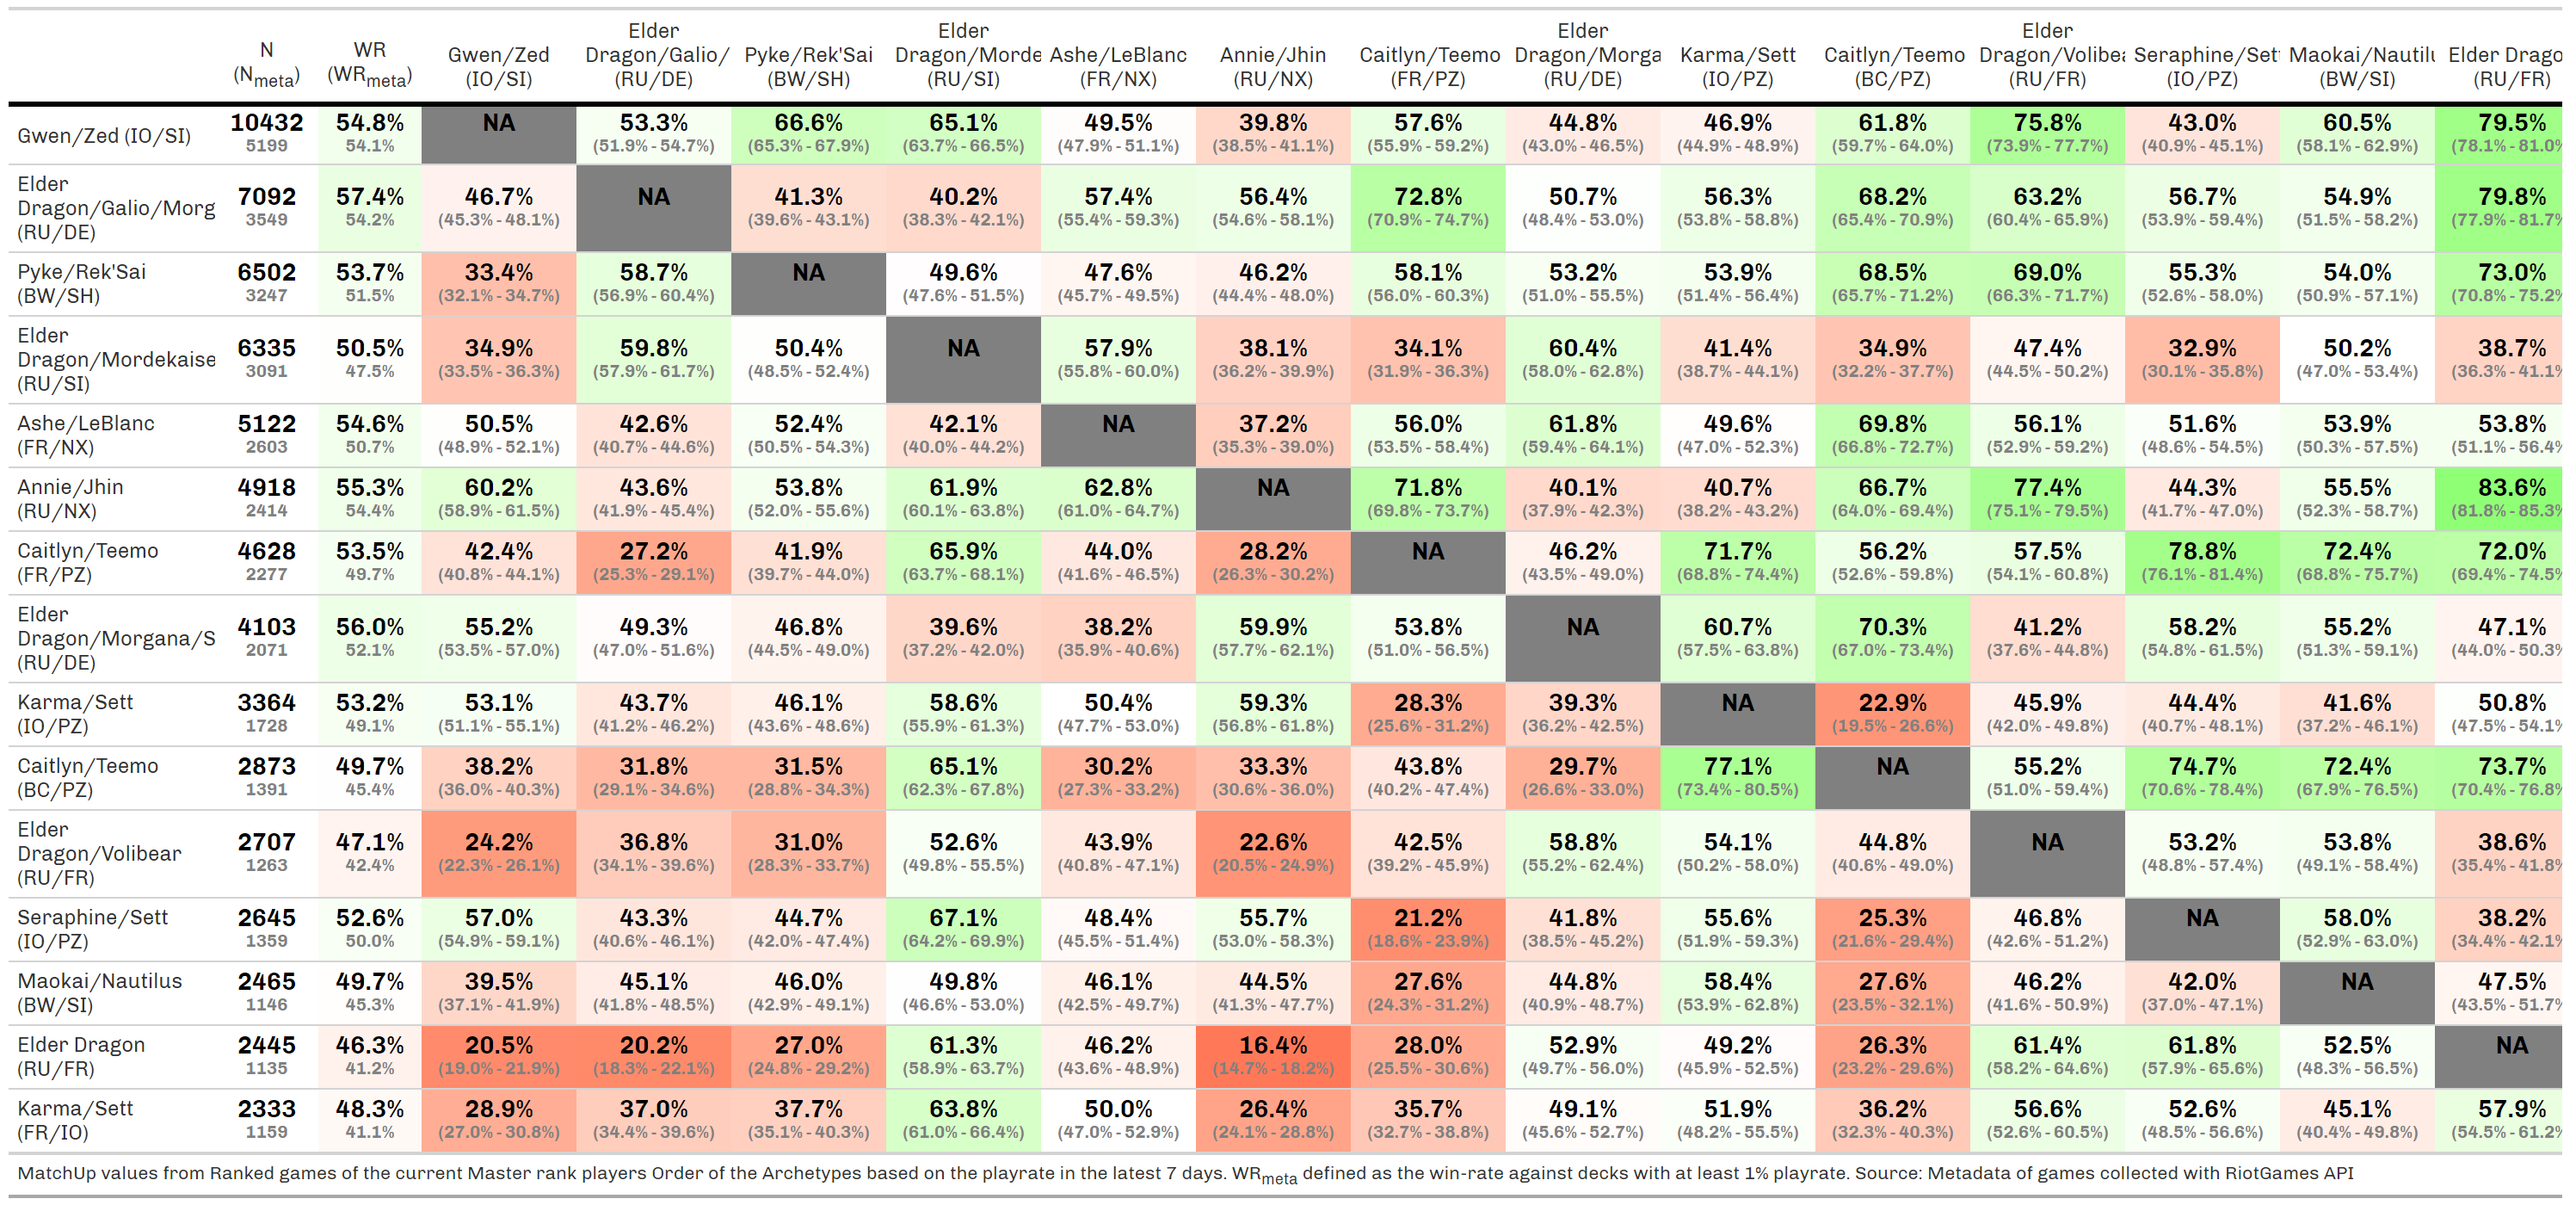 N (Nmeta) WR (WRmeta) Gwen/Zed (IO/SI) Elder Dragon/Galio/ (RU/DE) Pyke/Rek'Sai (BW/SH) Elder Dragon/Morde (RU/SI) Ashe/LeBlanc (FR/NX) Annie/Jhin (RU/NX) Caitlyn/Teemo (FR/PZ) Elder Dragon/Morga (RU/DE) Karma/Sett (IO/PZ) Caitlyn/Teemo (BC/PZ) Elder Dragon/Volibea (RU/FR) Seraphine/Set (IO/PZ) Maokai/Nautilu (BW/SI) Elder Drago (RU/FR)
Gwen/Zed (IO/SI) 10432 54.8% NA 53.3% 66.6% 65.1% 49.5% 39.8% 57.6% 44.8% 46.9% 61.8% 75.8% 43.0% 60.5% 79.5%
5199 54.1% (51.9% - 54.7%) (65.3% - 67.9%) (63.7% - 66.5%) (47.9% - 51.1%) (38.5% - 41.1%) (55.9% - 59.2%) (43.0% - 46.5%) (44.9% - 48.9%) (59.7% - 64.0%) (73.9% - 77.7%) (40.9% - 45.1%) (58.1% - 62.9%) (78.1% - 81.0%
Elder Dragon/Galio/Morg (RU/DE) 7092 57.4% 46.7% NA 41.3% 40.2% 57.4% 56.4% 72.8% 50.7% 56.3% 68.2% 63.2% 56.7% 54.9% 79.8%
3549 54.2% (45.3% - 48.1%) (39.6% - 43.1%) (38.3% - 42.1%) (55.4% - 59.3%) (54.6% - 58.1%) (70.9% - 74.7%) (48.4% - 53.0%) (53.8% - 58.8%) (65.4% - 70.9%) (60.4% - 65.9%) (53.9% - 59.4%) (51.5% - 58.2%) (77.9% - 81.7%
Pyke/Rek'Sai (BW/SH) 6502 53.7% 33.4% 58.7% NA 49.6% 47.6% 46.2% 58.1% 53.2% 53.9% 68.5% 69.0% 55.3% 54.0% 73.0%
3247 51.5% (32.1% - 34.7%) (56.9% - 60.4%) (47.6% - 51.5%) (45.7% - 49.5%) (44.4% - 48.0%) (56.0% - 60.3%) (51.0% - 55.5%) (51.4% - 56.4%) (65.7% - 71.2%) (66.3% - 71.7%) (52.6% - 58.0%) (50.9% - 57.1%) (70.8% - 75.2%
Elder Dragon/Mordekaise (RU/SI) 6335 50.5% 34.9% 59.8% 50.4% NA 57.9% 38.1% 34.1% 60.4% 41.4% 34.9% 47.4% 32.9% 50.2% 38.7%
3091 47.5% (33.5% - 36.3%) (57.9% - 61.7%) (48.5% - 52.4%) (55.8% - 60.0%) (36.2% - 39.9%) (31.9% - 36.3%) (58.0% - 62.8%) (38.7% - 44.1%) (32.2% - 37.7%) (44.5% - 50.2%) (30.1% - 35.8%) (47.0% - 53.4%) (36.3% - 41.1%
Ashe/LeBlanc (FR/NX) 5122 54.6% 50.5% 42.6% 52.4% 42.1% NA 37.2% 56.0% 61.8% 49.6% 69.8% 56.1% 51.6% 53.9% 53.8%
2603 50.7% (48.9% - 52.1%) (40.7% - 44.6%) (50.5% - 54.3%) (40.0% - 44.2%) (35.3% - 39.0%) (53.5% - 58.4%) (59.4% - 64.1%) (47.0% - 52.3%) (66.8% - 72.7%) (52.9% - 59.2%) (48.6% - 54.5%) (50.3% - 57.5%) (51.1% - 56.4%
Annie/Jhin (RU/NX) 4918 55.3% 60.2% 43.6% 53.8% 61.9% 62.8% NA 71.8% 40.1% 40.7% 66.7% 77.4% 44.3% 55.5% 83.6%
2414 54.4% (58.9% - 61.5%) (41.9% - 45.4%) (52.0% - 55.6%) (60.1% - 63.8%) (61.0% - 64.7%) (69.8% - 73.7%) (37.9% - 42.3%) (38.2% - 43.2%) (64.0% - 69.4%) (75.1% - 79.5%) (41.7% - 47.0%) (52.3% - 58.7%) (81.8% - 85.3%
Caitlyn/Teemo (FR/PZ) 4628 53.5% 42.4% 27.2% 41.9% 65.9% 44.0% 28.2% NA 46.2% 71.7% 56.2% 57.5% 78.8% 72.4% 72.0%
2277 49.7% (40.8% - 44.1%) (25.3% - 29.1%) (39.7% - 44.0%) (63.7% - 68.1%) (41.6% - 46.5%) (26.3% - 30.2%) (43.5% - 49.0%) (68.8% - 74.4%) (52.6% - 59.8%) (54.1% - 60.8%) (76.1% - 81.4%) (68.8% - 75.7%) (69.4% - 74.5%
Elder Dragon/Morgana/S (RU/DE) 4103 56.0% 55.2% 49.3% 46.8% 39.6% 38.2% 59.9% 53.8% NA 60.7% 70.3% 41.2% 58.2% 55.2% 47.1%
2071 52.1% (53.5% - 57.0%) (47.0% - 51.6%) (44.5% - 49.0%) (37.2% - 42.0%) (35.9% - 40.6%) (57.7% - 62.1%) (51.0% - 56.5%) (57.5% - 63.8%) (67.0% - 73.4%) (37.6% - 44.8%) (54.8% - 61.5%) (51.3% - 59.1%) (44.0% - 50.3%
Karma/Sett (IO/PZ) 3364 53.2% 53.1% 43.7% 46.1% 58.6% 50.4% 59.3% 28.3% 39.3% NA 22.9% 45.9% 44.4% 41.6% 50.8%
1728 49.1% (51.1% - 55.1%) (41.2% - 46.2%) (43.6% - 48.6%) (55.9% - 61.3%) (47.7% - 53.0%) (56.8% - 61.8%) (25.6% - 31.2%) (36.2% - 42.5%) (19.5% - 26.6%) (42.0% - 49.8%) (40.7% - 48.1%) (37.2% - 46.1%) (47.5% - 54.1%
Caitlyn/Teemo (BC/PZ) 2873 49.7% 38.2% 31.8% 31.5% 65.1% 30.2% 33.3% 43.8% 29.7% 77.1% NA 55.2% 74.7% 72.4% 73.7%
1391 45.4% (36.0% - 40.3%) (29.1% - 34.6%) (28.8% - 34.3%) (62.3% - 67.8%) (27.3% - 33.2%) (30.6% - 36.0%) (40.2% - 47.4%) (26.6% - 33.0%) (73.4% - 80.5%) (51.0% - 59.4%) (70.6% - 78.4%) (67.9% - 76.5%) (70.4% - 76.8%
Elder Dragon/Volibear (RU/FR) 2707 47.1% 24.2% 36.8% 31.0% 52.6% 43.9% 22.6% 42.5% 58.8% 54.1% 44.8% NA 53.2% 53.8% 38.6%
1263 42.4% (22.3% - 26.1%) (34.1% - 39.6%) (28.3% - 33.7%) (49.8% - 55.5%) (40.8% - 47.1%) (20.5% - 24.9%) (39.2% - 45.9%) (55.2% - 62.4%) (50.2% - 58.0%) (40.6% - 49.0%) (48.8% - 57.4%) (49.1% - 58.4%) (35.4% - 41.8%
Seraphine/Sett (IO/PZ) 2645 52.6% 57.0% 43.3% 44.7% 67.1% 48.4% 55.7% 21.2% 41.8% 55.6% 25.3% 46.8% NA 58.0% 38.2%
1359 50.0% (54.9% - 59.1%) (40.6% - 46.1%) (42.0% - 47.4%) (64.2% - 69.9%) (45.5% - 51.4%) (53.0% - 58.3%) (18.6% - 23.9%) (38.5% - 45.2%) (51.9% - 59.3%) (21.6% - 29.4%) (42.6% - 51.2%) (52.9% - 63.0%) (34.4% - 42.1%
Maokai/Nautilus (BW/SI) 2465 49.7% 39.5% 45.1% 46.0% 49.8% 46.1% 44.5% 27.6% 44.8% 58.4% 27.6% 46.2% 42.0% NA 47.5%
1146 45.3% (37.1% - 41.9%) (41.8% - 48.5%) (42.9% - 49.1%) (46.6% - 53.0%) (42.5% - 49.7%) (41.3% - 47.7%) (24.3% - 31.2%) (40.9% - 48.7%) (53.9% - 62.8%) (23.5% - 32.1%) (41.6% - 50.9%) (37.0% - 47.1%) (43.5% - 51.7%
Elder Dragon (RU/FR) 2445 46.3% 20.5% 20.2% 27.0% 61.3% 46.2% 16.4% 28.0% 52.9% 49.2% 26.3% 61.4% 61.8% 52.5% NA
1135 41.2% (19.0% - 21.9%) (18.3% - 22.1%) (24.8% - 29.2%) (58.9% - 63.7%) (43.6% - 48.9%) (14.7% - 18.2%) (25.5% - 30.6%) (49.7% - 56.0%) (45.9% - 52.5%) (23.2% - 29.6%) (58.2% - 64.6%) (57.9% - 65.6%) (48.3% - 56.5%)
Karma/Sett (FR/IO) 2333 48.3% 28.9% 37.0% 37.7% 63.8% 50.0% 26.4% 35.7% 49.1% 51.9% 36.2% 56.6% 52.6% 45.1% 57.9%
1159 41.1% (27.0% - 30.8%) (34.4% - 39.6%) (35.1% - 40.3%) (61.0% - 66.4%) (47.0% - 52.9%) (24.1% - 28.8%) (32.7% - 38.8%) (45.6% - 52.7%) (48.2% - 55.5%) (32.3% - 40.3%) (52.6% - 60.5%) (48.5% - 56.6%) (40.4% - 49.8%) (54.5% - 61.2%
MatchUp values from Ranked games of the current Master rank players Order of the Archetypes based on the playrate in the latest 7 days. WRmeta defined as the win-rate against decks with at least 1% playrate. Source: Metadata of games collected with RiotGames API